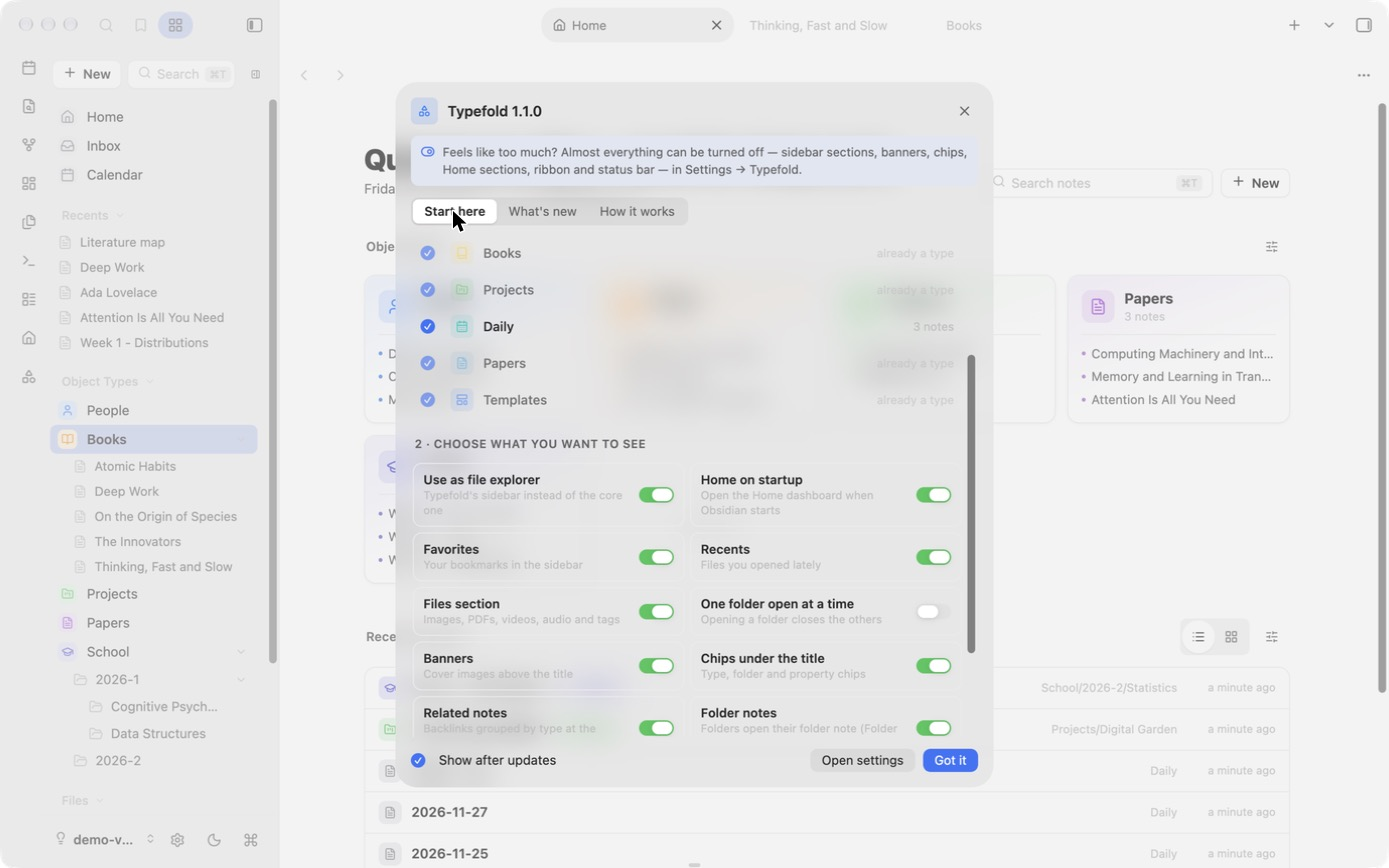 Home
Thinking, Fast and Slow
Books
New
Search
⌘T
Home
Inbox
Calendar
Recents
Literature map
Deep Work
Ada Lovelace
Attention Is All You Need
Week 1 - Distributions
Object Types
People
Books
Atomic Habits
Deep Work
On the Origin of Species
The Innovators
Thinking, Fast and Slow
Projects
Papers
School
2026-1
Cognitive Psych...
Data Structures
2026-2
Files
demo-v...
Typefold 1.1.0
Feels like too much? Almost everything can be turned off — sidebar sections, banners, chips,
Home sections, ribbon and status bar — in Settings → Typefold.
Start here
What's new
How it works
Books
already a type
Projects
already a type
Daily
3 notes
Papers
already a type
Templates
already a type
2 · CHOOSE WHAT YOU WANT TO SEE
Use as file explorer
Typefold's sidebar instead of the core
one
Home on startup
Open the Home dashboard when
Obsidian starts
Favorites
Your bookmarks in the sidebar
Recents
Files you opened lately
Files section
Images, PDFs, videos, audio and tags
One folder open at a time
Opening a folder closes the others
Banners
Cover images above the title
Chips under the title
Type, folder and property chips
Related notes
Backlinks grouped by type at the
Folder notes
Folders open their folder note (Folder
Show after updates
Open settings
Got it
Qu
Frida
Search notes
⌘T
New
Obje
Papers
3 notes
Computing Machinery and Int...
Memory and Learning in Tran...
Attention Is All You Need
Rece
School/2026-2/Statistics
a minute ago
Projects/Digital Garden
a minute ago
Daily
a minute ago
2026-11-27
Daily
a minute ago
2026-11-25
Daily
a minute ago